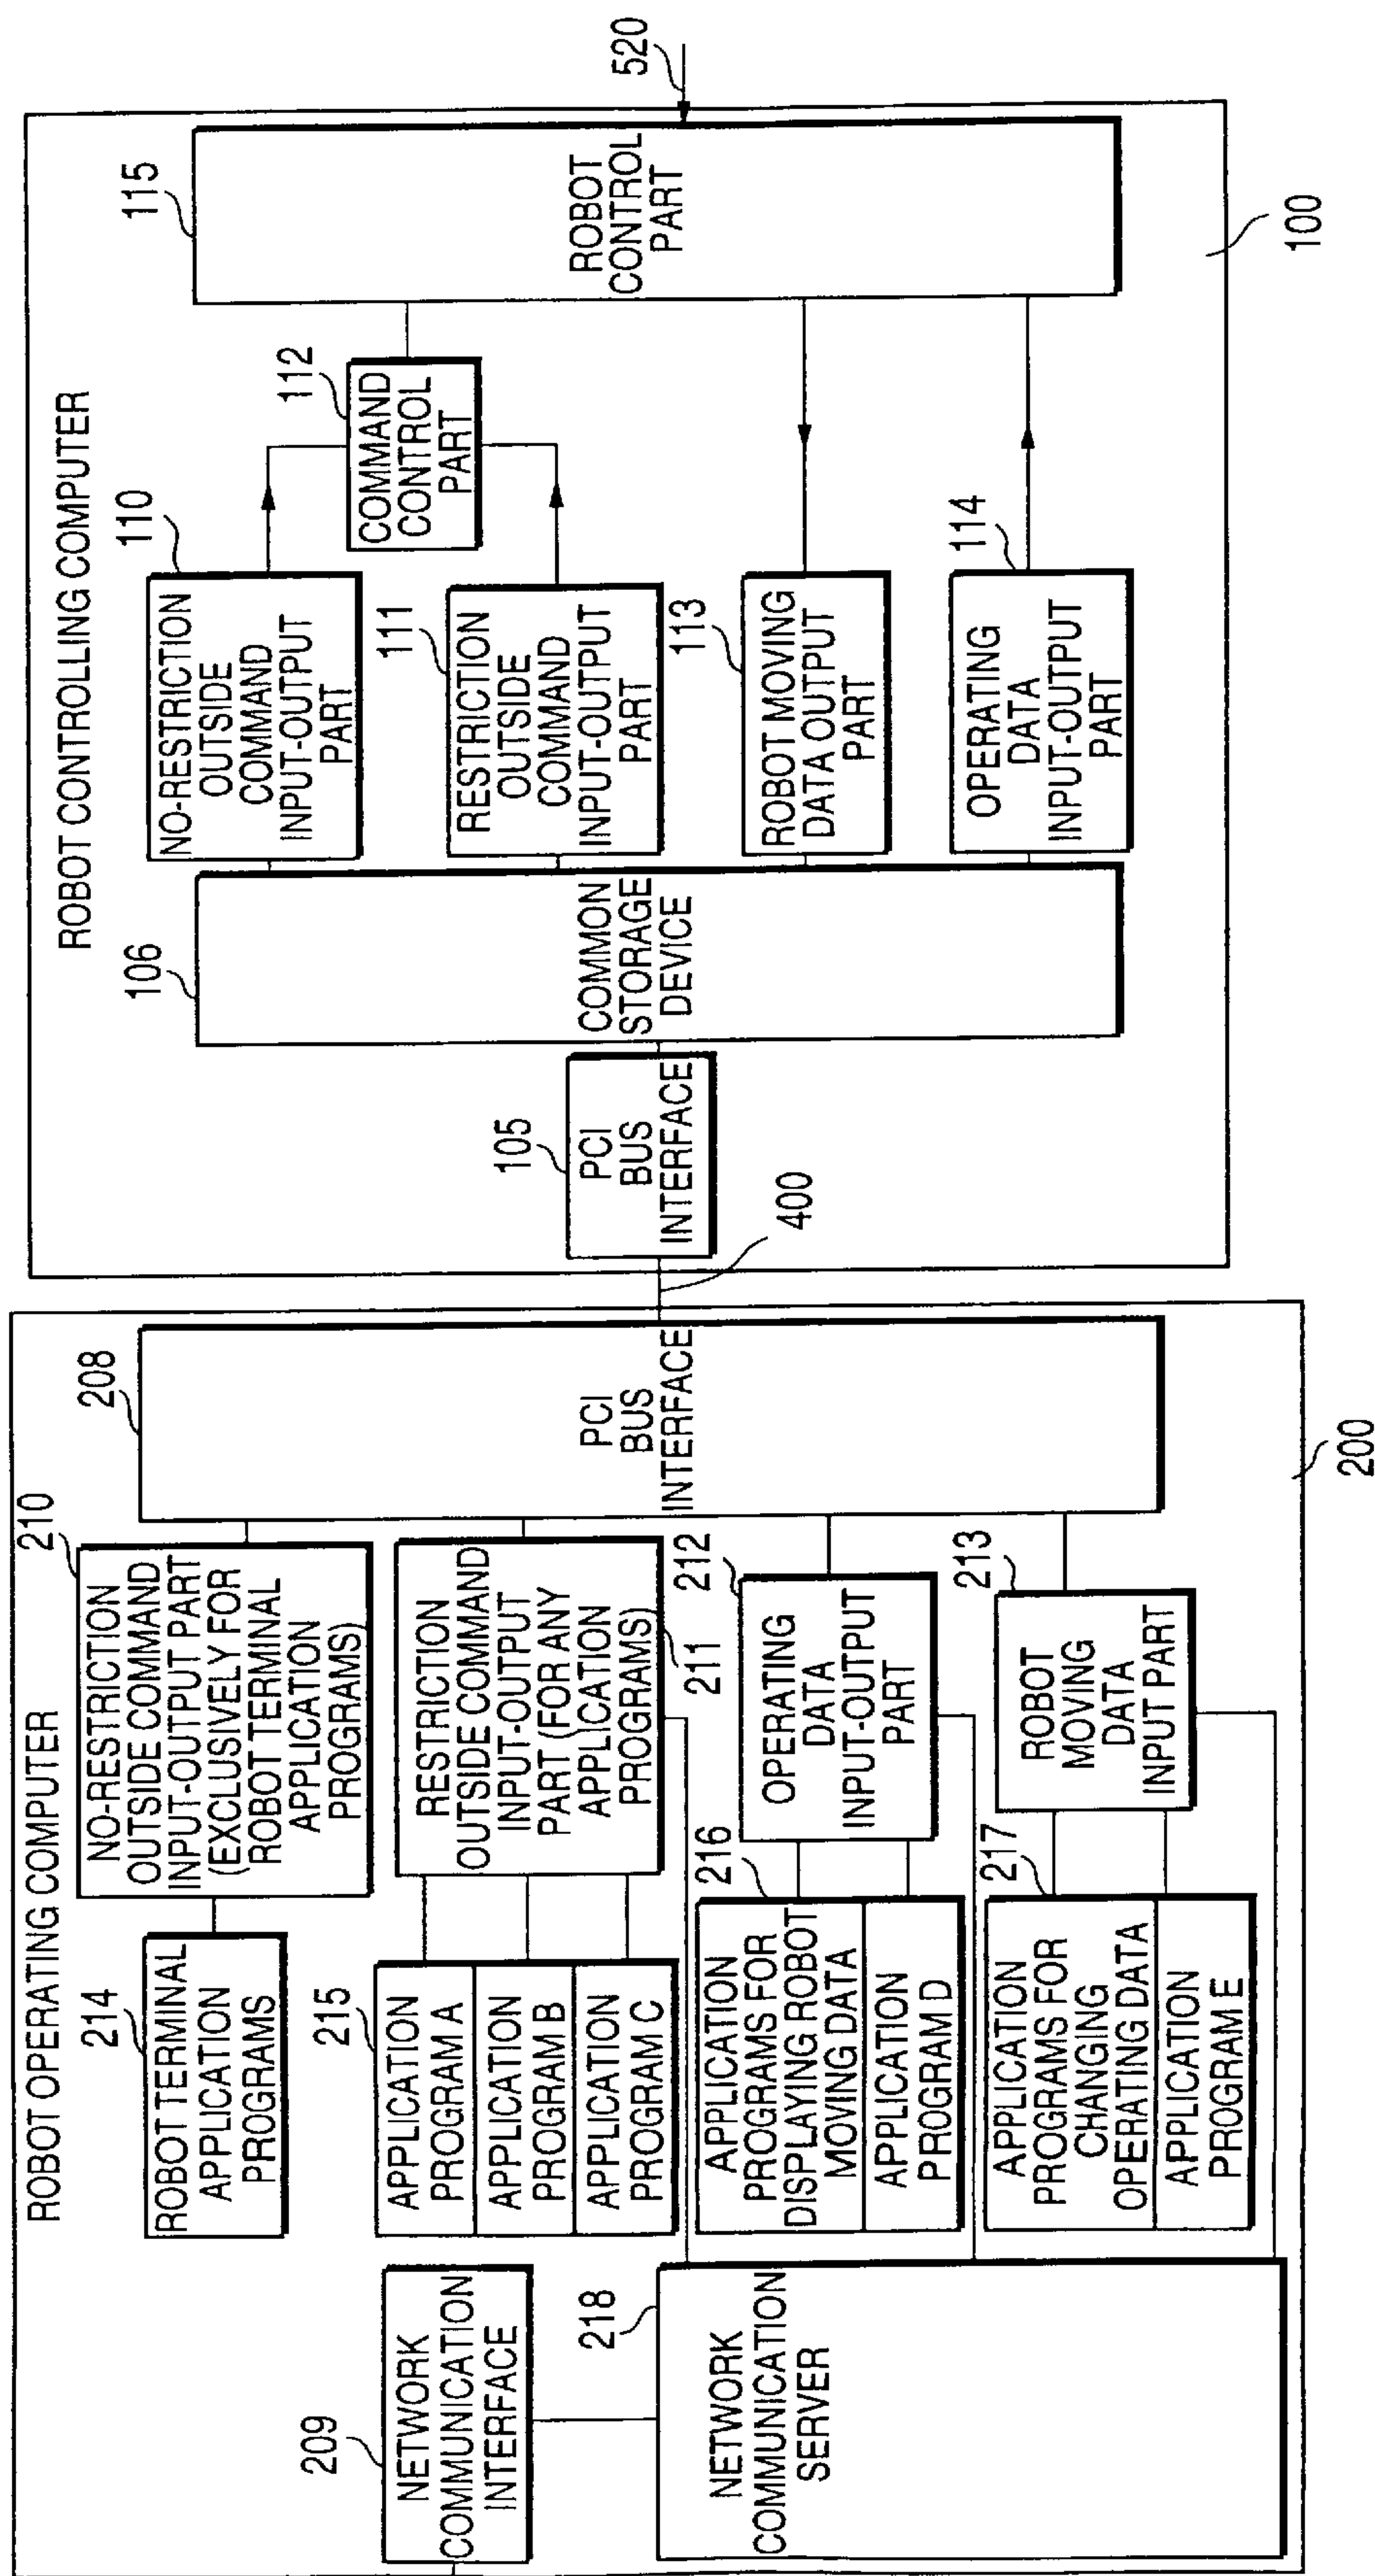 ROBOT OPERATING COMPUTER
209
NETWORK
COMMUNICATION
INTERFACE
218
NETWORK
COMMUNICATION
SERVER
214
ROBOT TERMINAL
APPLICATION
PROGRAMS
215
APPLICATION
PROGRAM A
APPLICATION
PROGRAM B
APPLICATION
PROGRAM C
216
APPLICATION
PROGRAMS FOR
DISPLAYING ROBOT
MOVING DATA
APPLICATION
PROGRAM D
217
APPLICATION
PROGRAMS FOR
CHANGING
OPERATING DATA
APPLICATION
PROGRAM E
210
NO-RESTRICTION
OUTSIDE COMMAND
INPUT-OUTPUT PART
(EXCLUSIVELY FOR
ROBOT TERMINAL
APPLICATION
PROGRAMS)
RESTRICTION
OUTSIDE COMMAND
INPUT-OUTPUT
PART (FOR ANY
APPLICATION
PROGRAMS)
211
212
OPERATING
DATA
INPUT-OUTPUT
PART
213
ROBOT
MOVING
DATA
INPUT PART
208
PCI
BUS
INTERFACE
200
400
ROBOT CONTROLLING COMPUTER
105
PCI
BUS
INTERFACE
106
COMMON
STORAGE
DEVICE
110
NO-RESTRICTION
OUTSIDE
COMMAND
INPUT-OUTPUT
PART
111
RESTRICTION
OUTSIDE
COMMAND
INPUT-OUTPUT
PART
113
ROBOT MOVING
DATA OUTPUT
PART
114
OPERATING
DATA
INPUT-OUTPUT
PART
112
COMMAND
CONTROL
PART
115
ROBOT
CONTROL
PART
100
520